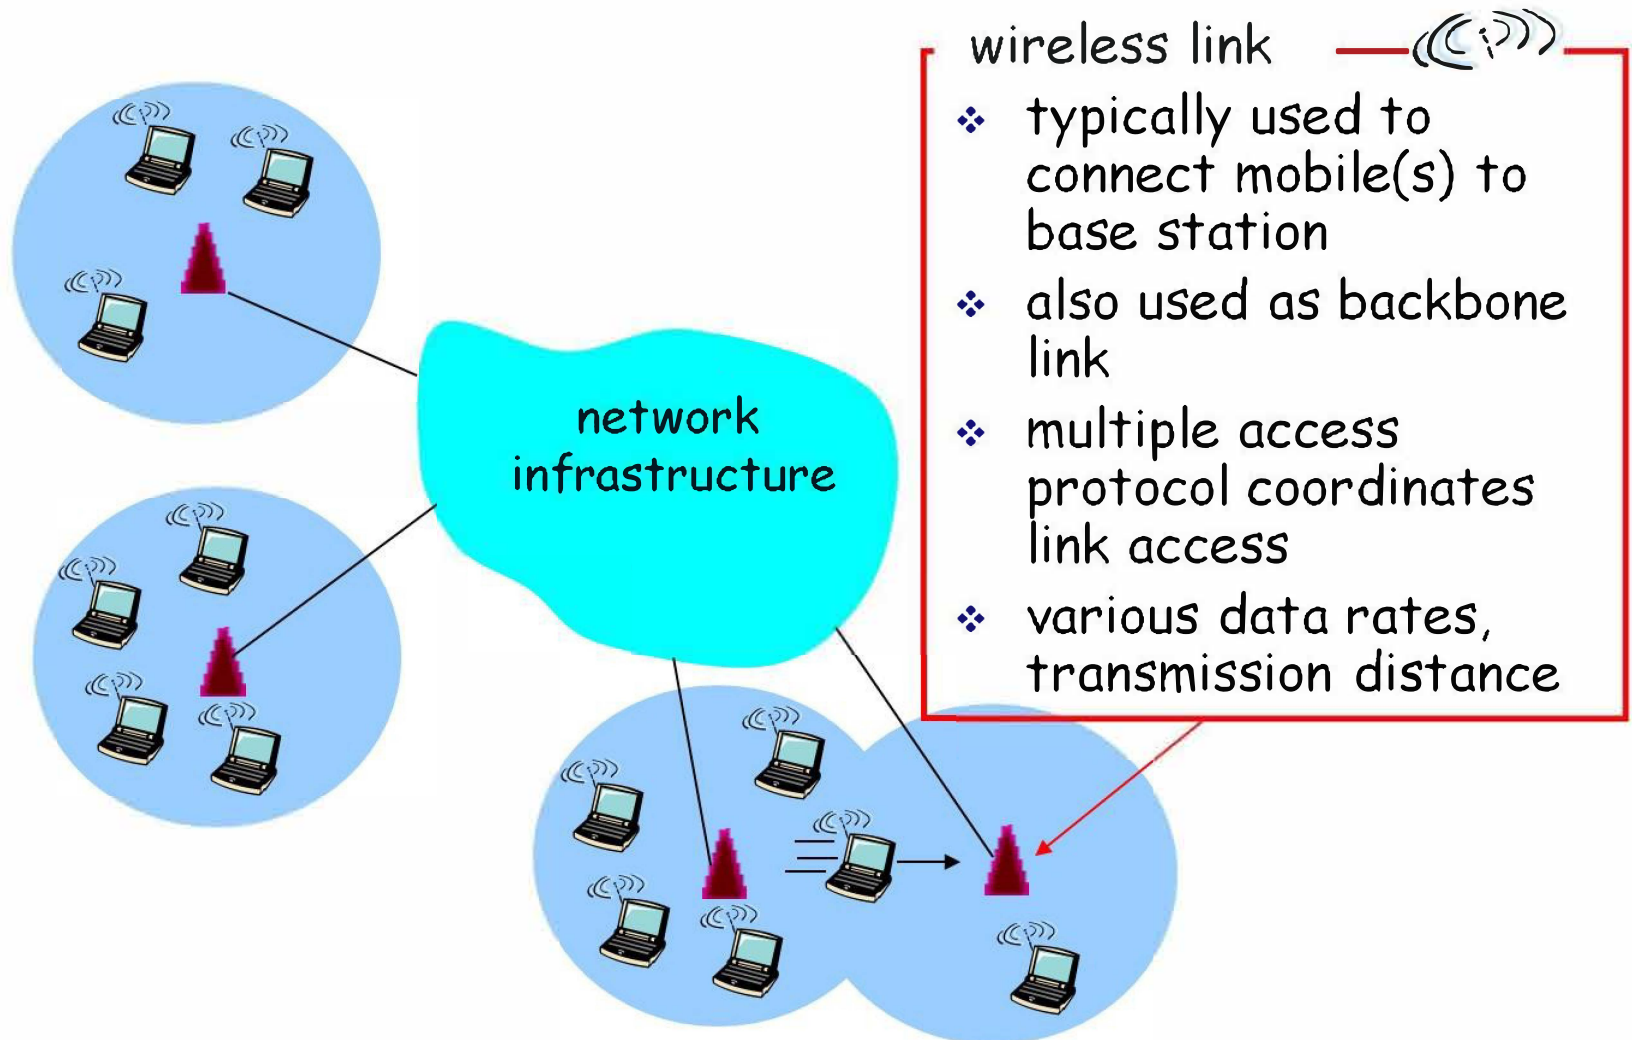 wireless link
❖ typically used to
connect mobile(s) to
base station
❖ also used as backbone
link
❖ multiple access
protocol coordinates
link access
❖ various data rates,
transmission distance
network
infrastructure